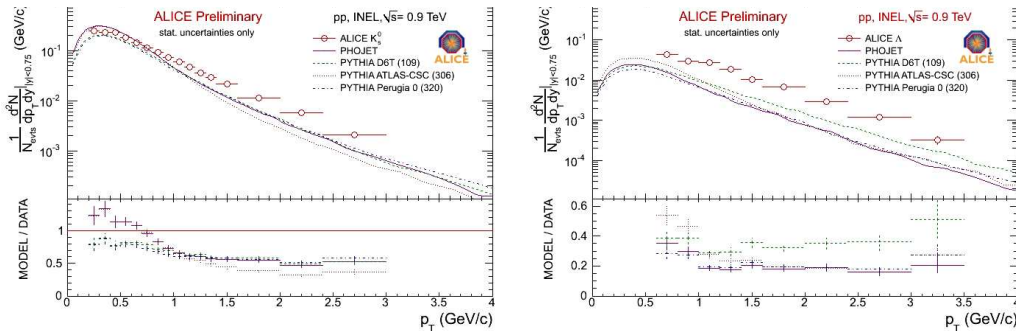 ALICE Preliminary
stat. uncertainties only
pp, INEL, √s= 0.9 TeV
ALICE K⁰s
PHOJET
PYTHIA D6T (109)
PYTHIA ATLAS-CSC (306)
PYTHIA Perugia 0 (320)
ALICE
1/Nevts d²N/dpTdy |y|<0.75 (GeV/c)
10⁻¹
10⁻²
10⁻³
MODEL / DATA
1
0.5
0
0 0.5 1 1.5 2 2.5 3 3.5 4
pT (GeV/c)
ALICE Preliminary
stat. uncertainties only
pp, INEL, √s= 0.9 TeV
ALICE Λ
PHOJET
PYTHIA D6T (109)
PYTHIA ATLAS-CSC (306)
PYTHIA Perugia 0 (320)
ALICE
1/Nevts d²N/dpTdy |y|<0.75 (GeV/c)
10⁻¹
10⁻²
10⁻³
10⁻⁴
MODEL / DATA
0.6
0.4
0.2
0
0 0.5 1 1.5 2 2.5 3 3.5 4
pT (GeV/c)